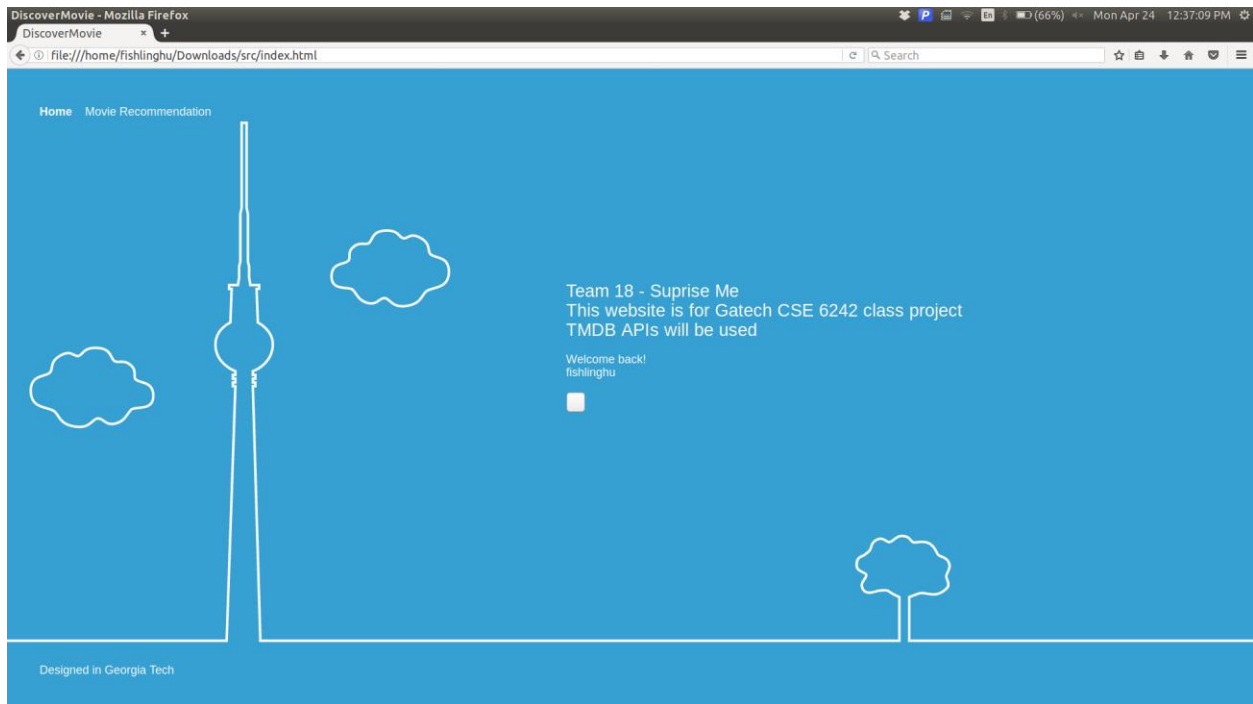 DiscoverMovie - Mozilla Firefox
P En (66%) Mon Apr 24 12:37:09 PM
DiscoverMovie × +
file:///home/fishlinghu/Downloads/src/index.html Search
Home Movie Recommendation
Team 18 - Suprise Me
This website is for Gatech CSE 6242 class project
TMDB APIs will be used
Welcome back!
fishlinghu
Designed in Georgia Tech